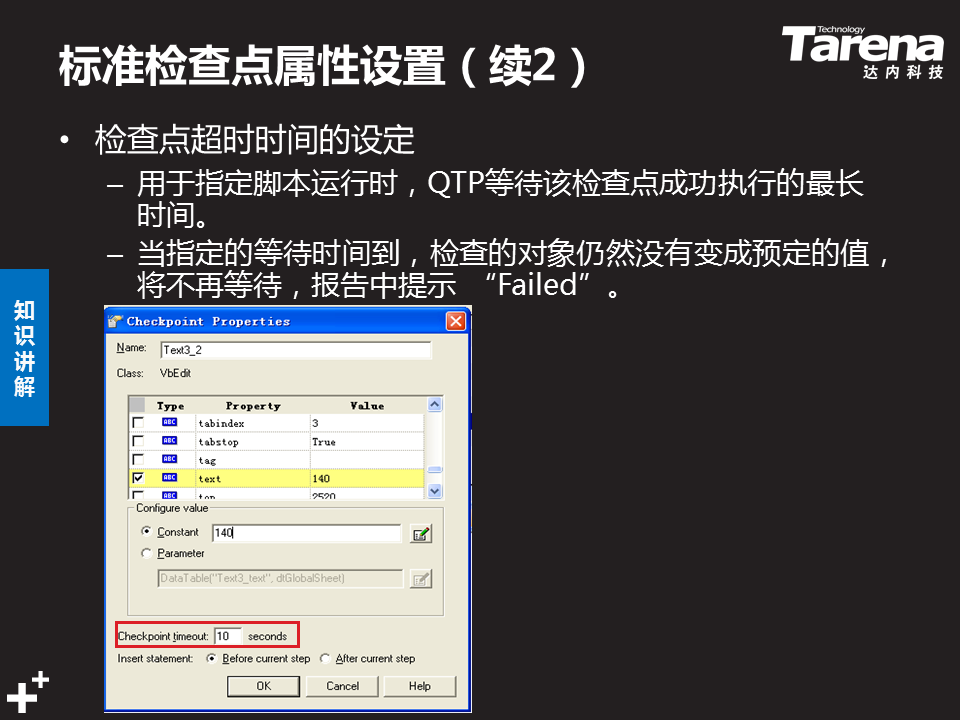 标准检查点属性设置（续2）
Technology
Tarena
达内科技
• 检查点超时时间的设定
– 用于指定脚本运行时，QTP等待该检查点成功执行的最长
时间。
– 当指定的等待时间到，检查的对象仍然没有变成预定的值，
将不再等待，报告中提示 “Failed”。
知
识
讲
解
Checkpoint Properties
Name: Text3_2
Class: VbEdit
Type Property Value
ABC tabindex 3
ABC tabstop True
ABC tag
ABC text 140
ABC top 2520
Configure value
Constant 140
Parameter
DataTable("Text3_text", dtGlobalSheet)
Checkpoint timeout: 10 seconds
Insert statement: Before current step After current step
OK Cancel Help